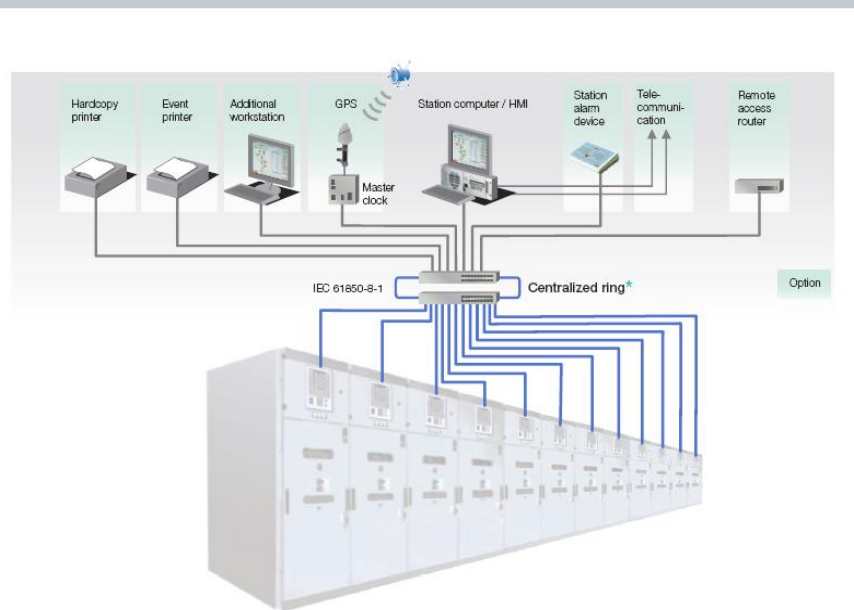 Hardcopy
printer
Event
printer
Additional
workstation
GPS
Master
clock
Station computer / HMI
Station
alarm
device
Tele-
communi-
cation
Remote
access
router
IEC 61850-8-1
Centralized ring*
Option